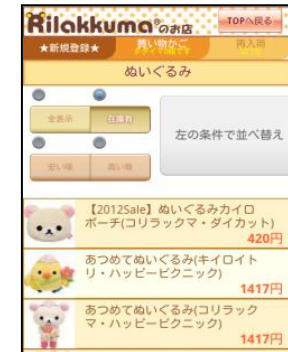 Rilakkuma®のお店
TOPへ戻る
★新規登録★
買い物かご
再入荷
ぬいぐるみ
全表示
在庫有
左の条件で並べ替え
安い順
高い順
【2012Sale】ぬいぐるみカイロ
ポーチ(コリラックマ・ダイカット)
420円
あつめてぬいぐるみ(キイロイト
リ・ハッピーピクニック)
1417円
あつめてぬいぐるみ(コリラック
マ・ハッピーピクニック)
1417円